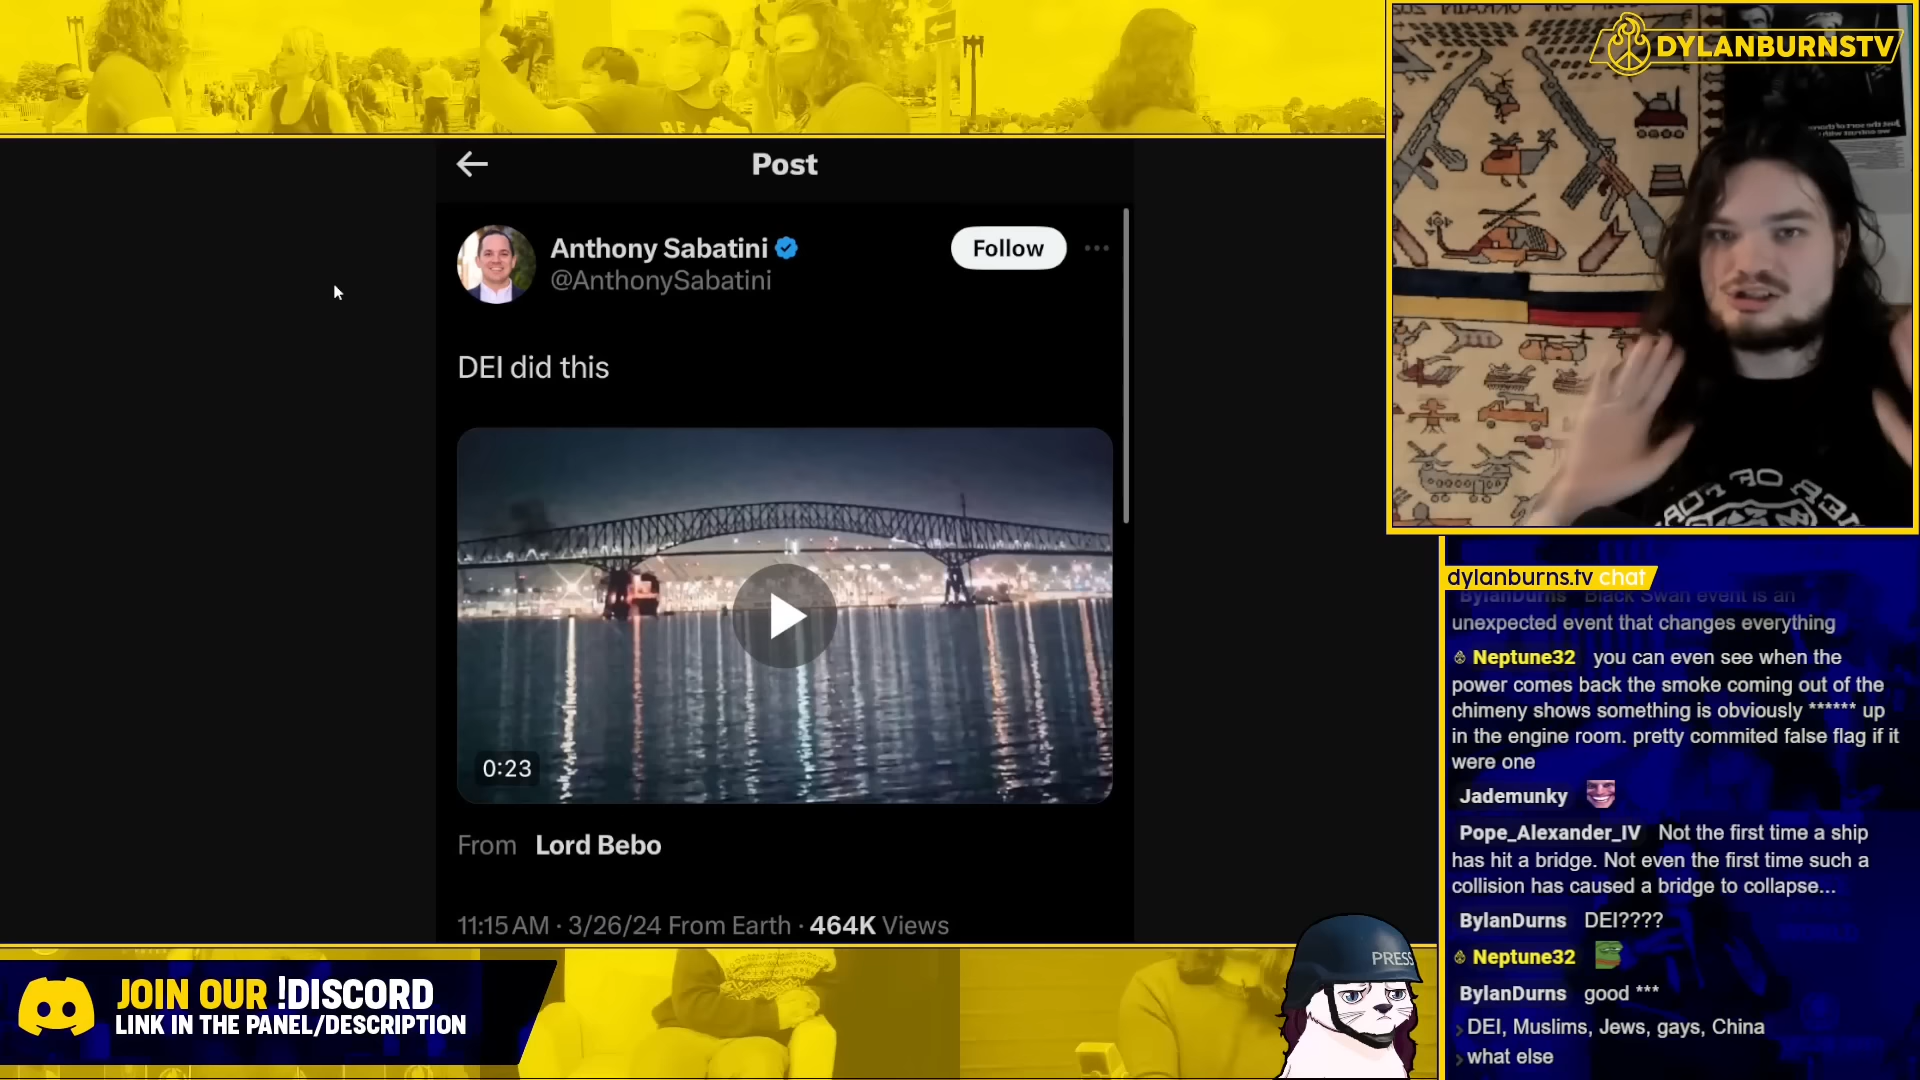 Post
Anthony Sabatini
@AnthonySabatini
Follow
DEI did this
0:23
From Lord Bebo
11:15 AM · 3/26/24 From Earth · 464K Views
DYLANBURNSTV
dylanburns.tv chat
BylanDurns Black Swan event is an
unexpected event that changes everything
Neptune32 you can even see when the
power comes back the smoke coming out of the
chimeny shows something is obviously ****** up
in the engine room. pretty commited false flag if it
were one
Jademunky
Pope_Alexander_IV Not the first time a ship
has hit a bridge. Not even the first time such a
collision has caused a bridge to collapse...
BylanDurns DEI????
Neptune32
BylanDurns good ***
> DEI, Muslims, Jews, gays, China
> what else
JOIN OUR !DISCORD
LINK IN THE PANEL/DESCRIPTION
PRESS